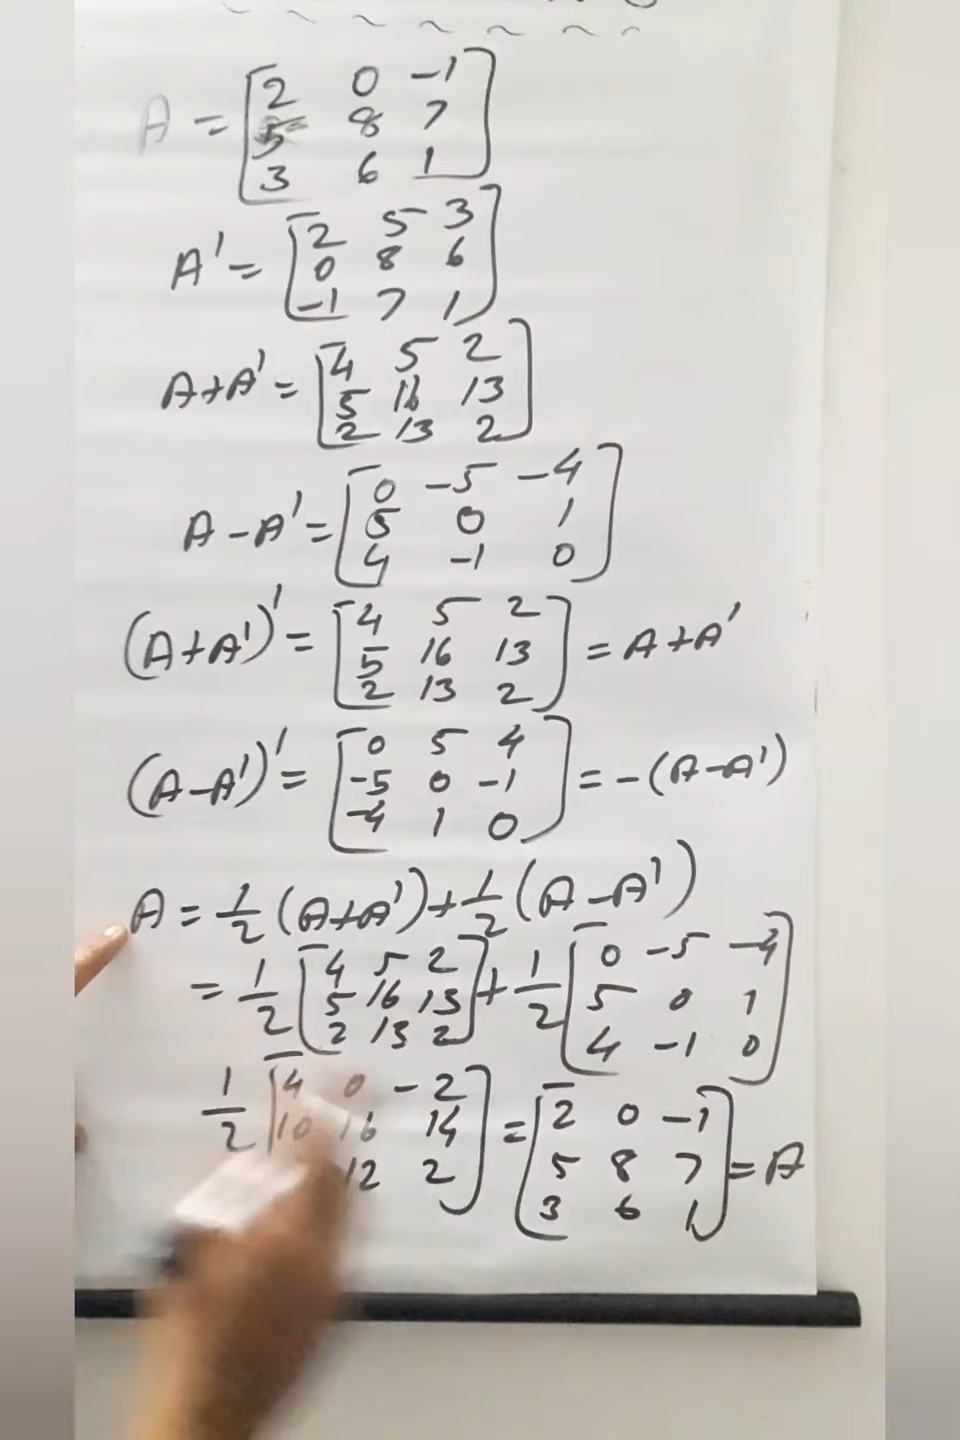 A = [2 0 -1
5 8 7
3 6 1]
A' = [2 5 3
0 8 6
-1 7 1]
A+A' = [4 5 2
5 16 13
2 13 2]
A-A' = [0 -5 -4
5 0 1
4 -1 0]
(A+A')' = [4 5 2
5 16 13
2 13 2] = A+A'
(A-A')' = [0 5 4
-5 0 -1
-4 1 0] = -(A-A')
A = 1/2 (A+A') + 1/2 (A-A')
= 1/2 [4 5 2
5 16 13
2 13 2] + 1/2 [0 -5 -4
5 0 1
4 -1 0]
1/2 [4 0 -2
10 16 14
12 2] = [2 0 -1
5 8 7
3 6 1] = A